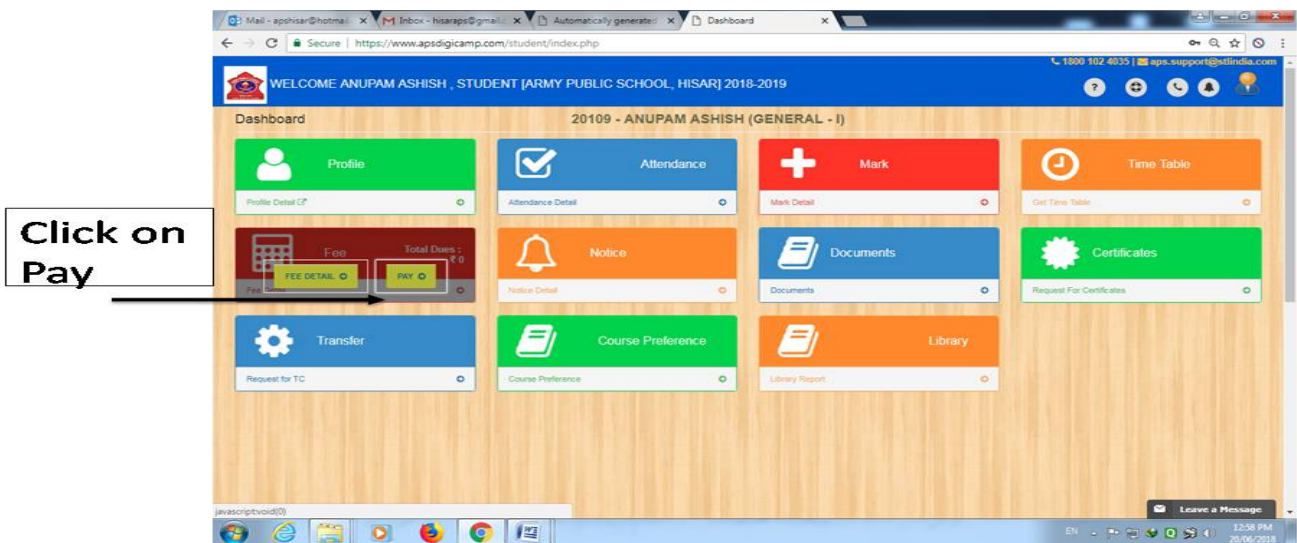 Mail - apshisar@hotmai
Inbox - hisaraps@gmail.c
Automatically generated
Dashboard
Secure | https://www.apsdigicamp.com/student/index.php
1800 102 4035 | aps.support@stlindia.com
WELCOME ANUPAM ASHISH , STUDENT [ARMY PUBLIC SCHOOL, HISAR] 2018-2019
Dashboard
20109 - ANUPAM ASHISH (GENERAL - I)
Profile
Attendance
Mark
Time Table
Profile Detail
Attendance Detail
Mark Detail
Get Time Table
Click on
Pay
Fee
Total Dues :
₹ 0
FEE DETAIL
PAY
Notice
Documents
Certificates
Notice Detail
Documents
Request For Certificates
Transfer
Course Preference
Library
Request for TC
Course Preference
Library Report
javascript:void(0)
Leave a Message
EN
12:58 PM
20/06/2018